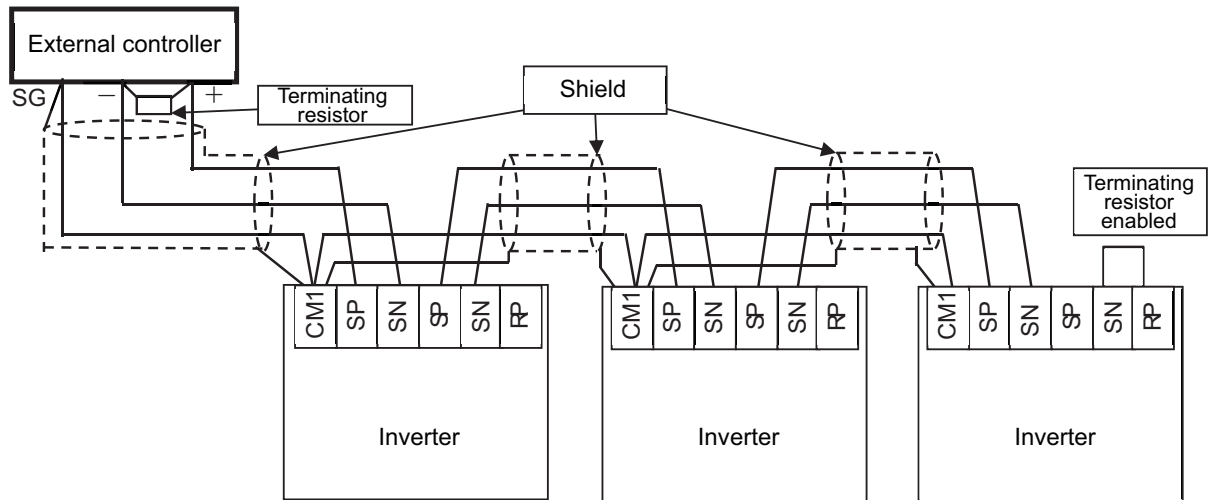 External controller
SG
−
+
Terminating
resistor
Shield
Terminating
resistor
enabled
CM1
SP
SN
SP
SN
RP
CM1
SP
SN
SP
SN
RP
CM1
SP
SN
SP
SN
RP
Inverter
Inverter
Inverter